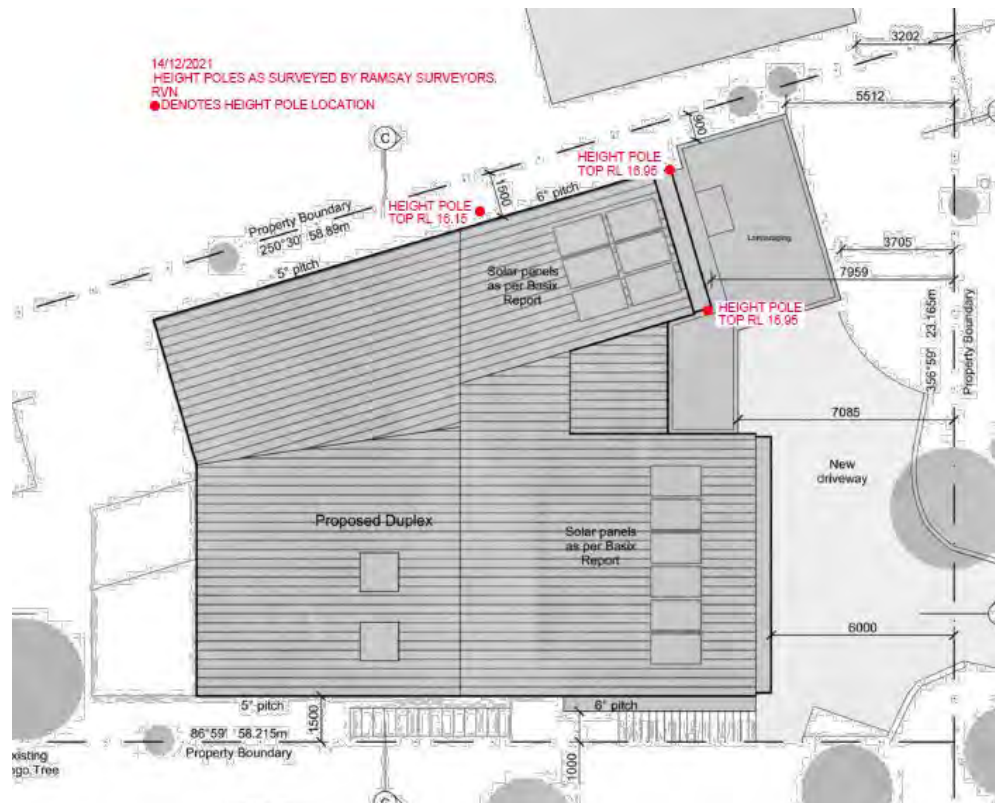 14/12/2021
HEIGHT POLES AS SURVEYED BY RAMSAY SURVEYORS.
RVN
DENOTES HEIGHT POLE LOCATION
3202
5512
900
C
HEIGHT POLE
TOP RL 16.95
1500
6° pitch
HEIGHT POLE
TOP RL 16.15
Property Boundary
250°30' 58.89m
5° pitch
Landscaping
3705
7959
Solar panels
as per Basix
Report
HEIGHT POLE
TOP RL 16.95
356°59' 23.165m
Property Boundary
7085
New
driveway
Proposed Duplex
Solar panels
as per Basix
Report
6000
5° pitch
1500
6° pitch
86°59' 58.215m
Property Boundary
1000
Tree
C